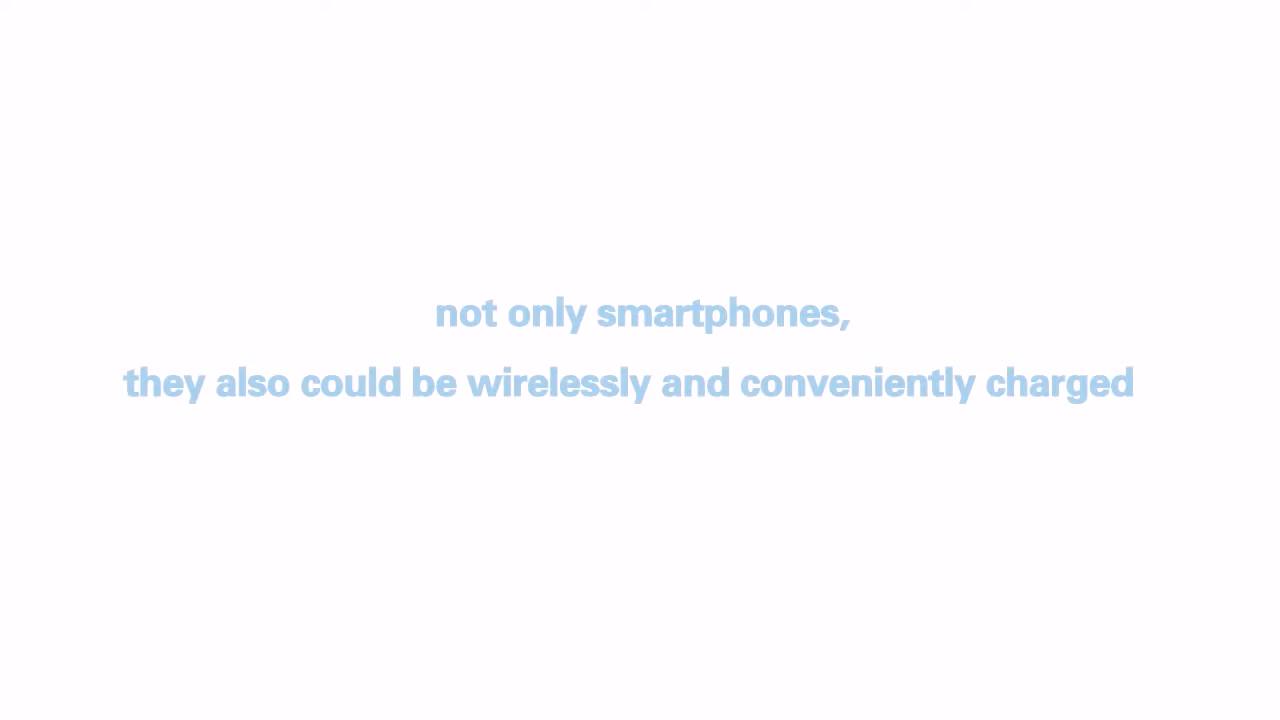 not only smartphones,
they also could be wirelessly and conveniently charged